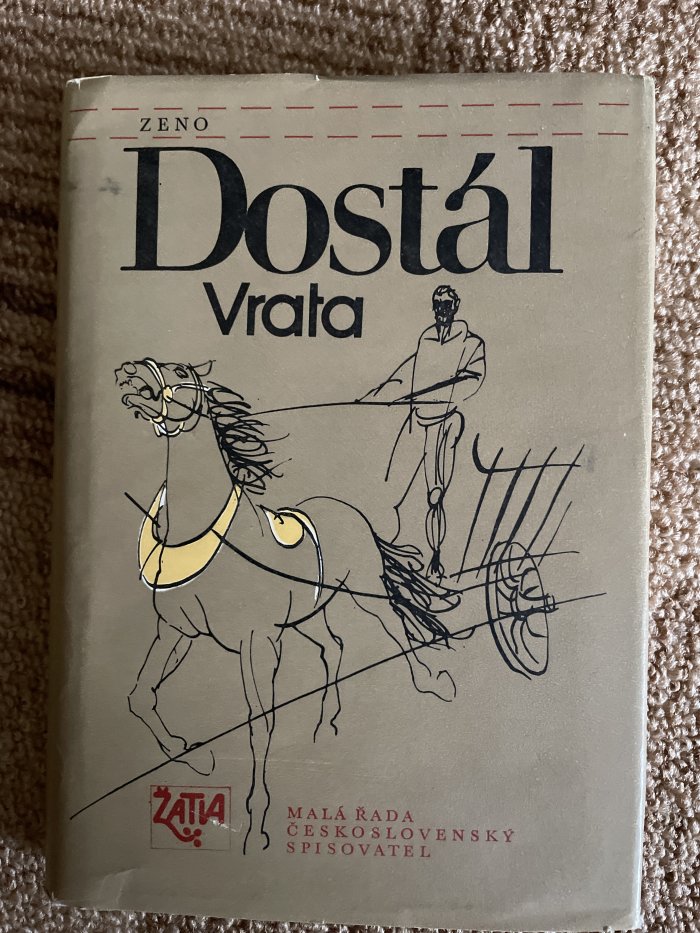 ZENO
Dostál
Vrata
ŽATVA
MALÁ ŘADA
ČESKOSLOVENSKÝ
SPISOVATEL